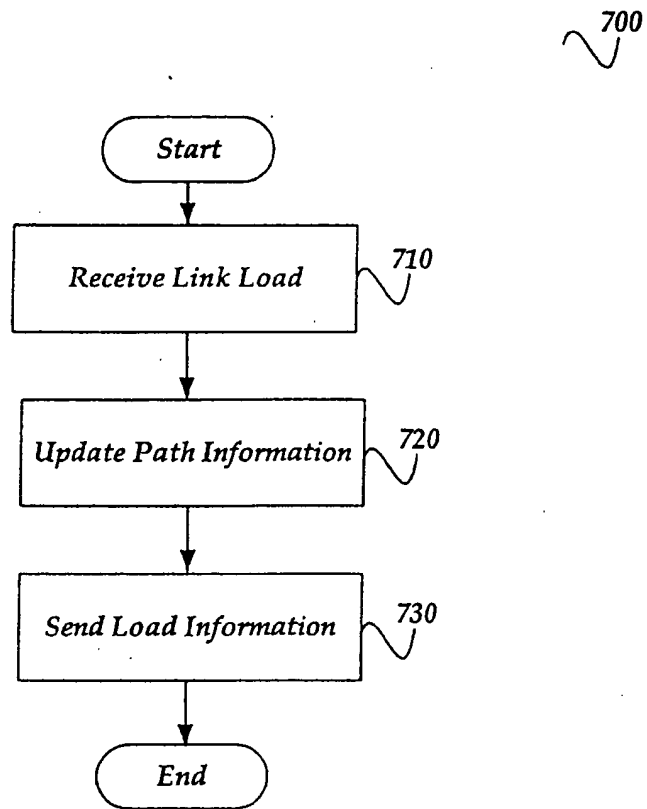 700
Start
Receive Link Load
710
Update Path Information
720
Send Load Information
730
End